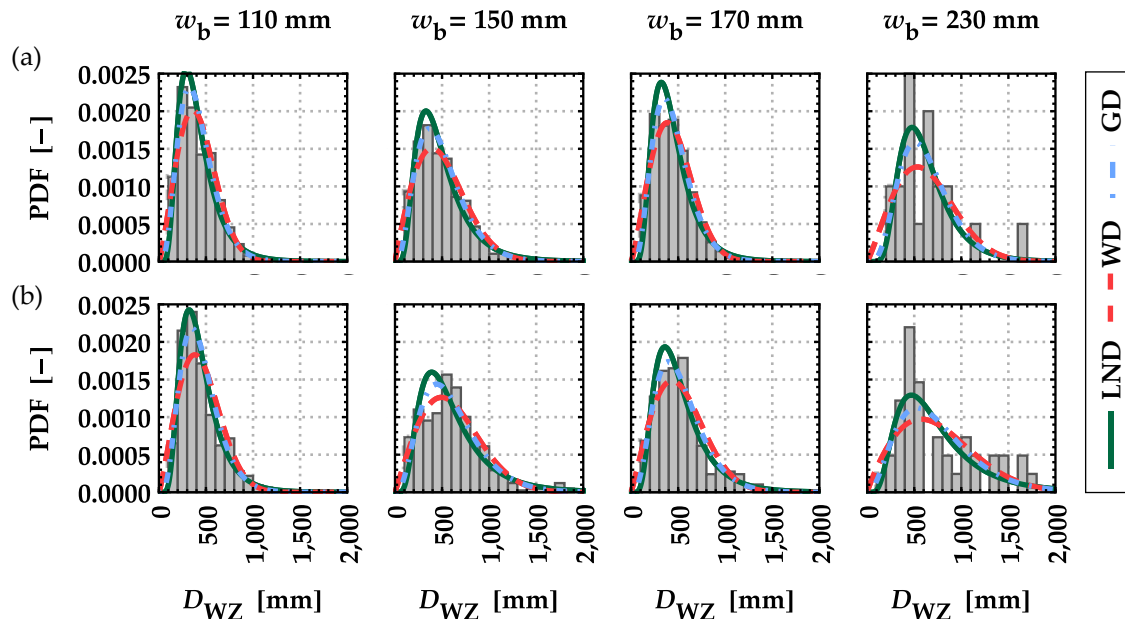 w_b = 110 mm w_b = 150 mm w_b = 170 mm w_b = 230 mm
(a)
PDF [−]
0.0025
0.0020
0.0015
0.0010
0.0005
0.0000
(b)
PDF [−]
0.0025
0.0020
0.0015
0.0010
0.0005
0.0000
0 500 1,000 1,500 2,000 0 500 1,000 1,500 2,000 0 500 1,000 1,500 2,000 0 500 1,000 1,500 2,000
D_WZ [mm] D_WZ [mm] D_WZ [mm] D_WZ [mm]
LND WD GD